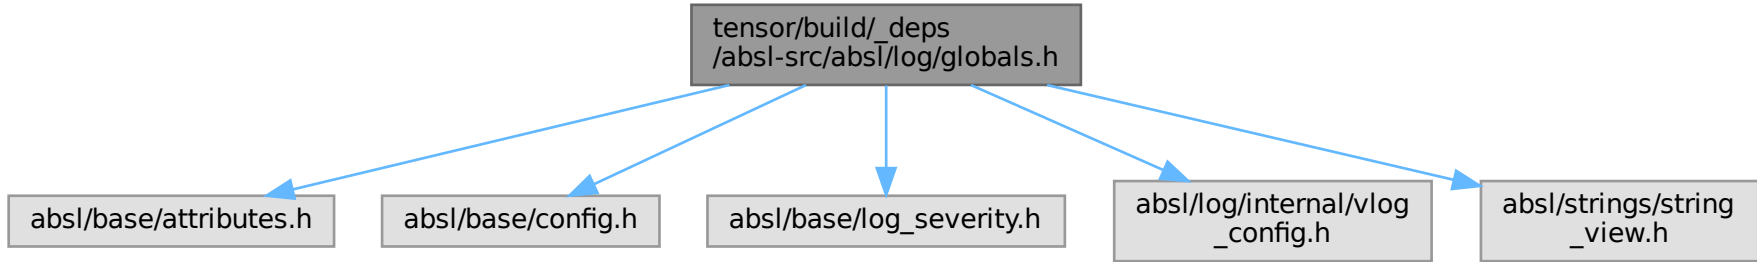 tensor/build/_deps
/absl-src/absl/log/globals.h
absl/base/attributes.h
absl/base/config.h
absl/base/log_severity.h
absl/log/internal/vlog
_config.h
absl/strings/string
_view.h